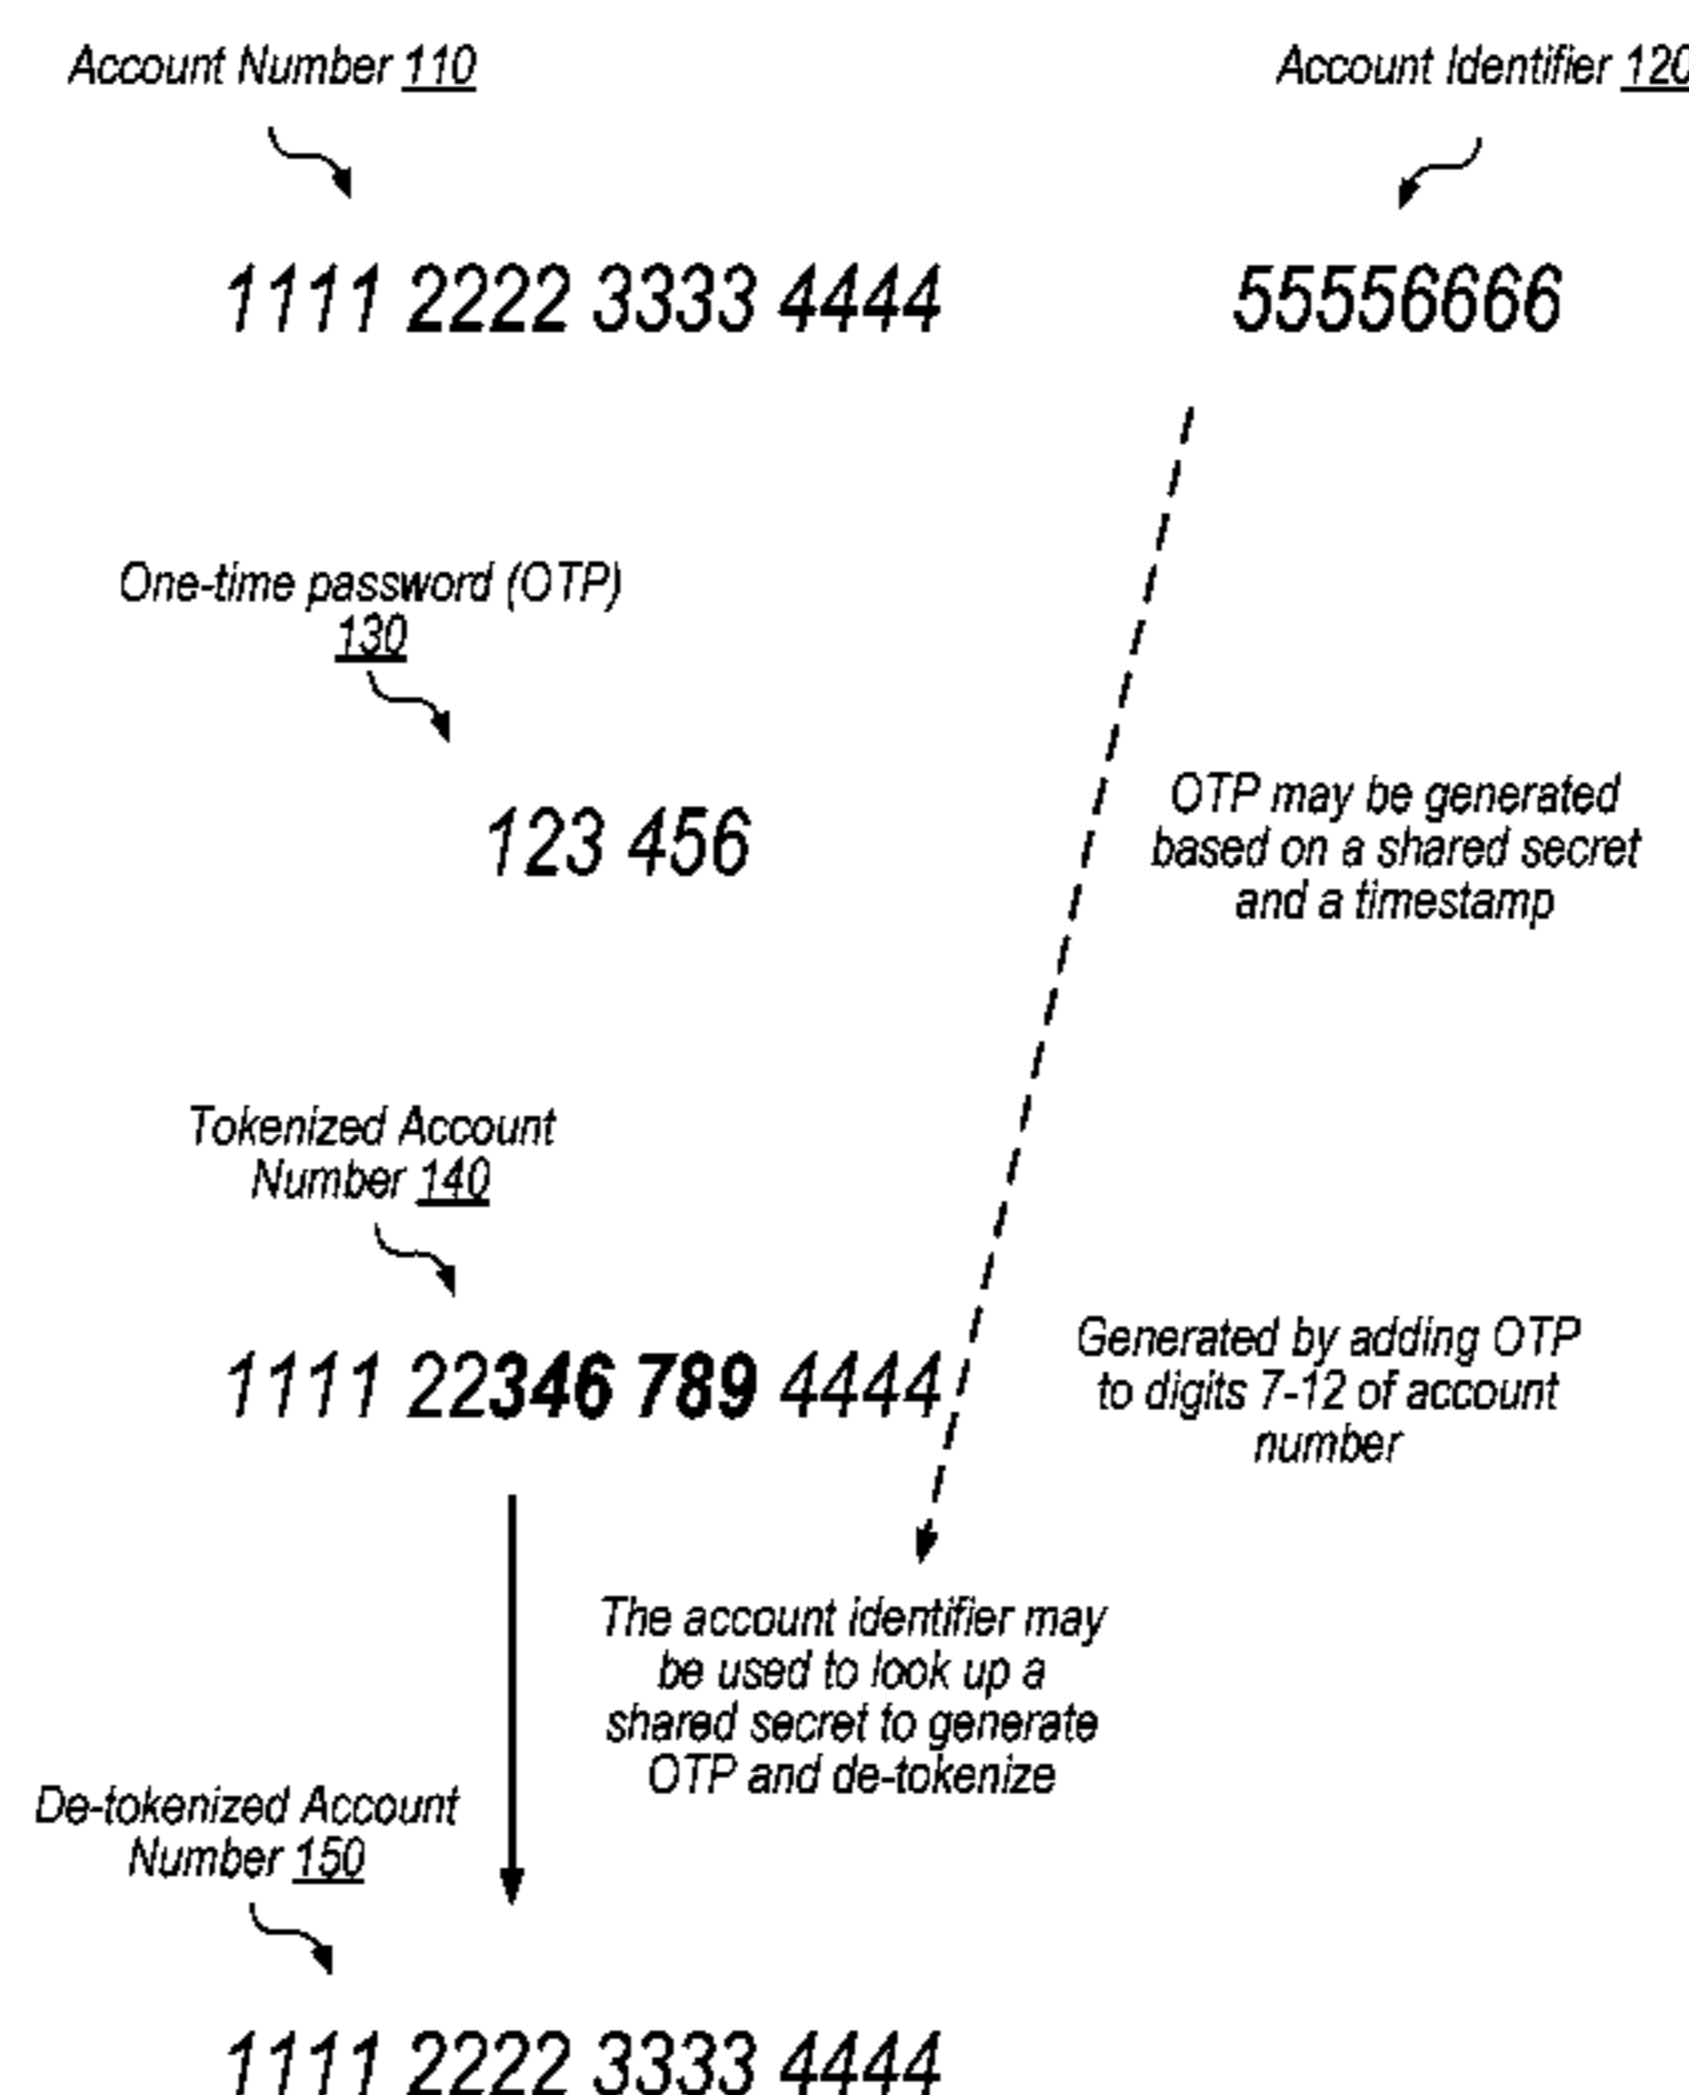 Account Number 110
Account Identifier 120
1111 2222 3333 4444
55556666
One-time password (OTP)
130
123 456
OTP may be generated
based on a shared secret
and a timestamp
Tokenized Account
Number 140
1111 22346 789 4444
Generated by adding OTP
to digits 7-12 of account
number
The account identifier may
be used to look up a
shared secret to generate
OTP and de-tokenize
De-tokenized Account
Number 150
1111 2222 3333 4444